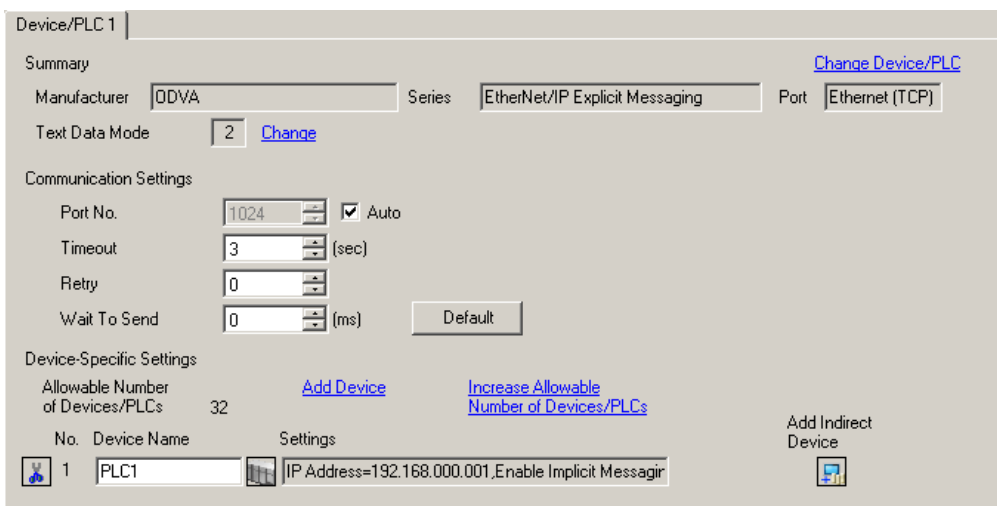 Device/PLC 1
Summary
Change Device/PLC
Manufacturer ODVA Series EtherNet/IP Explicit Messaging Port Ethernet (TCP)
Text Data Mode 2 Change
Communication Settings
Port No. 1024 Auto
Timeout 3 (sec)
Retry 0
Wait To Send 0 (ms) Default
Device-Specific Settings
Allowable Number
of Devices/PLCs 32
Add Device
Increase Allowable
Number of Devices/PLCs
Add Indirect
Device
No. Device Name Settings
1 PLC1 IP Address=192.168.000.001,Enable Implicit Messagin